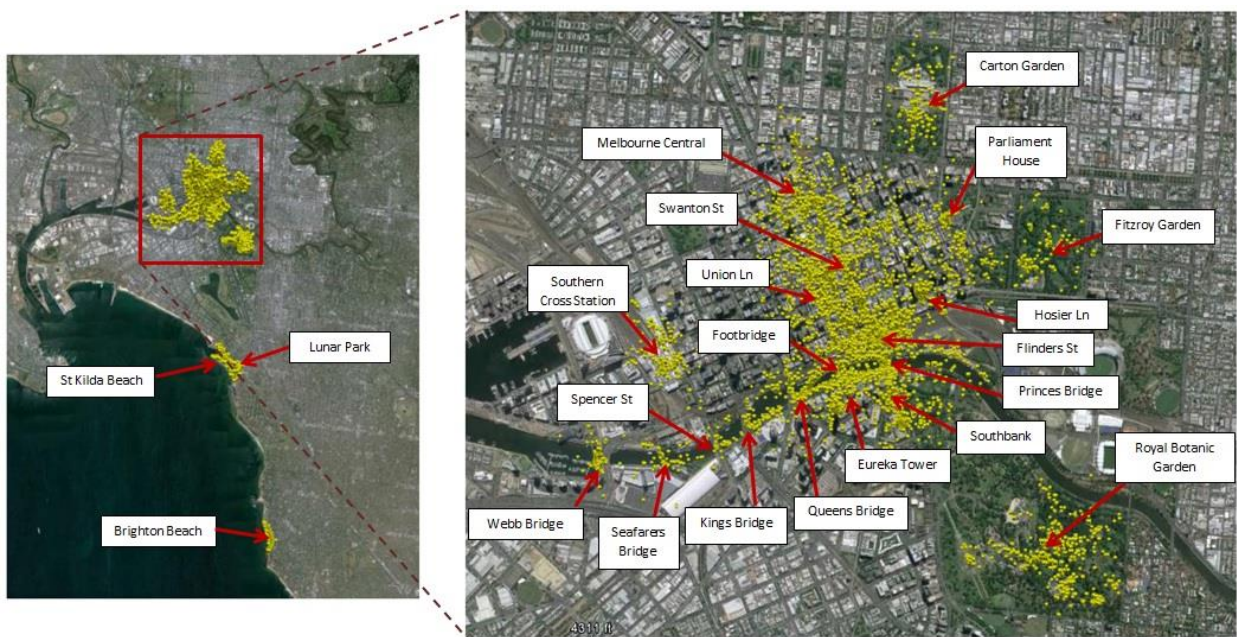 Carton Garden
Melbourne Central
Parliament
House
Swanton St
Fitzroy Garden
Union Ln
Southern
Cross Station
Hosier Ln
Footbridge
Flinders St
Lunar Park
St Kilda Beach
Princes Bridge
Spencer St
Southbank
Royal Botanic
Garden
Eureka Tower
Queens Bridge
Kings Bridge
Webb Bridge
Seafarers
Bridge
Brighton Beach
4311 ft